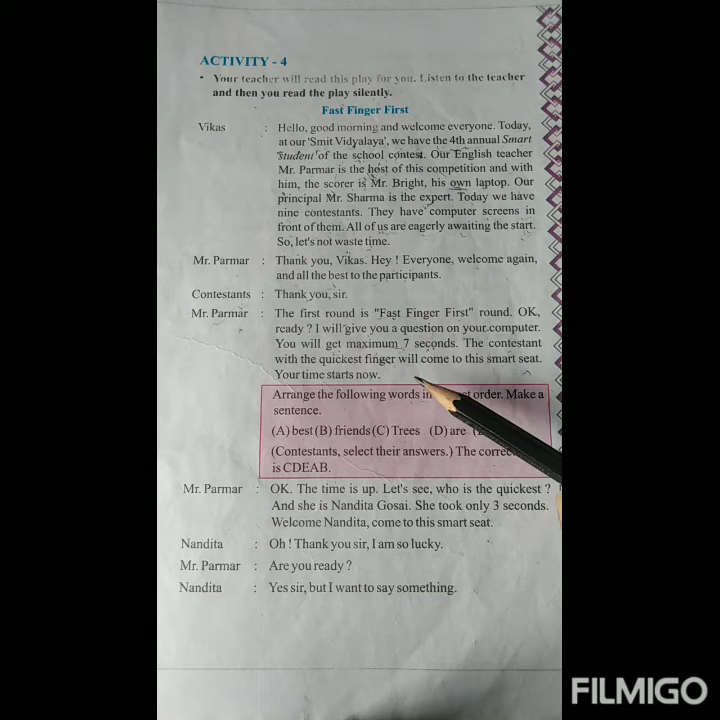 ACTIVITY - 4
• Your teacher will read this play for you. Listen to the teacher
and then you read the play silently.
Fast Finger First
Vikas : Hello, good morning and welcome everyone. Today,
at our 'Smit Vidyalaya', we have the 4th annual Smart
Student of the school contest. Our English teacher
Mr. Parmar is the host of this competition and with
him, the scorer is Mr. Bright, his own laptop. Our
principal Mr. Sharma is the expert. Today we have
nine contestants. They have computer screens in
front of them. All of us are eagerly awaiting the start.
So, let's not waste time.
Mr. Parmar : Thank you, Vikas. Hey ! Everyone, welcome again,
and all the best to the participants.
Contestants : Thank you, sir.
Mr. Parmar : The first round is "Fast Finger First" round. OK,
ready ? I will give you a question on your computer.
You will get maximum 7 seconds. The contestant
with the quickest finger will come to this smart seat.
Your time starts now.
Arrange the following words in order. Make a
sentence.
(A) best (B) friends (C) Trees (D) are
(Contestants, select their answers.) The
is CDEAB.
Mr. Parmar : OK. The time is up. Let's see, who is the quickest ?
And she is Nandita Gosai. She took only 3 seconds.
Welcome Nandita, come to this smart seat.
Nandita : Oh ! Thank you sir, I am so lucky.
Mr. Parmar : Are you ready ?
Nandita : Yes sir, but I want to say something.
FILMIGO